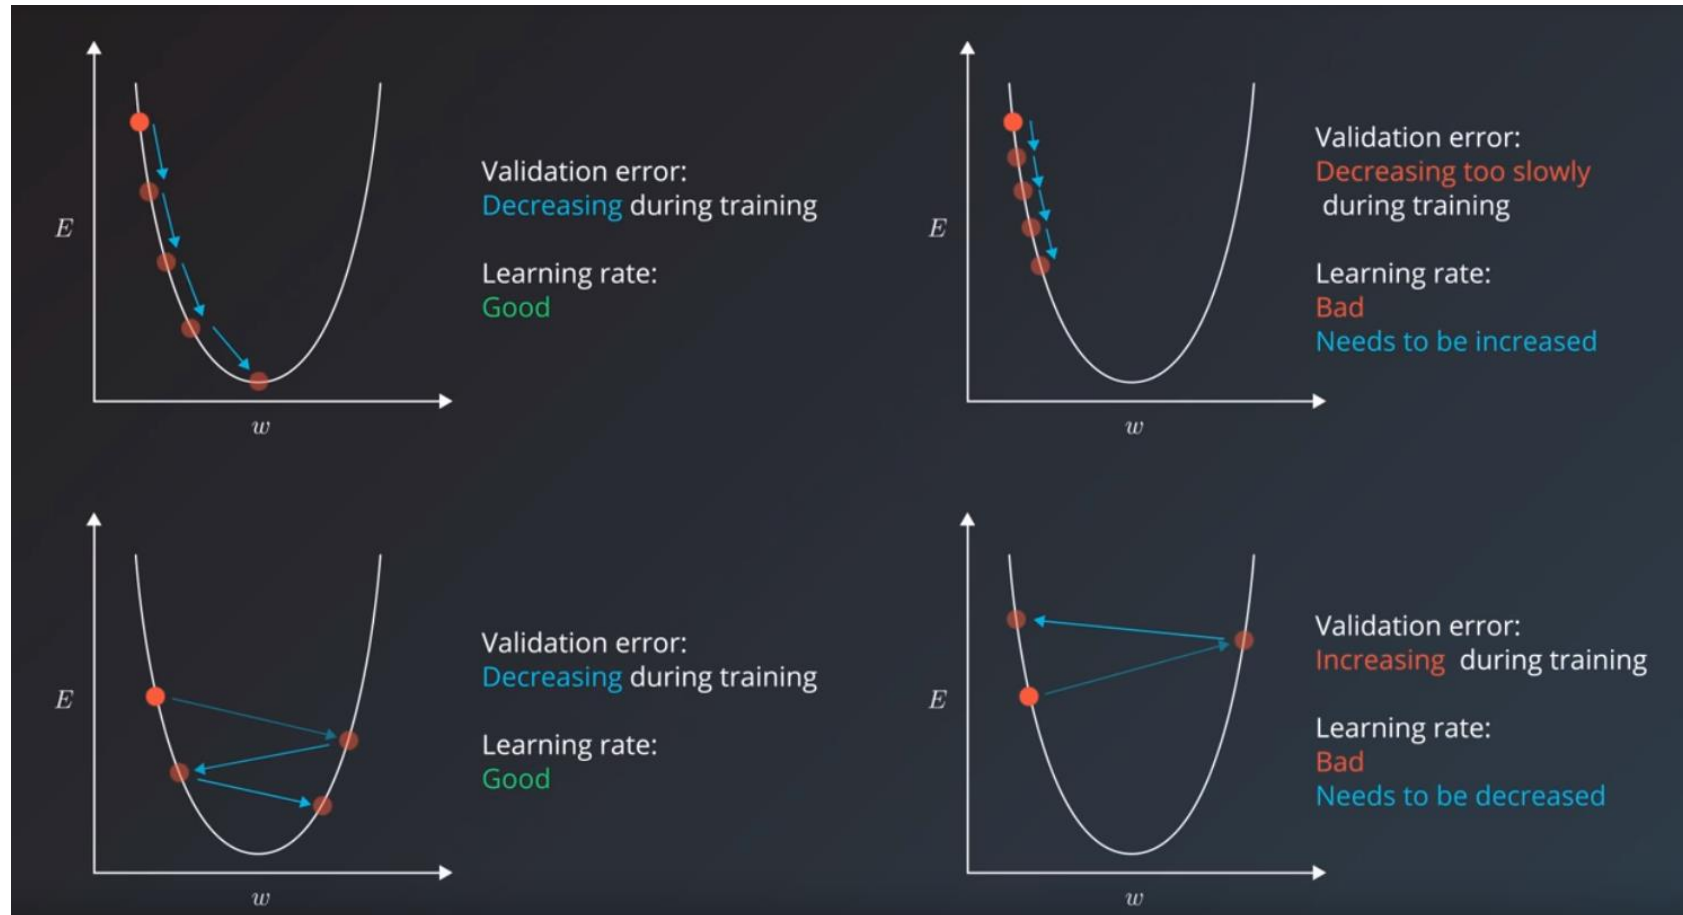 E
w
Validation error:
Decreasing during training
Learning rate:
Good
E
w
Validation error:
Decreasing too slowly
during training
Learning rate:
Bad
Needs to be increased
E
w
Validation error:
Decreasing during training
Learning rate:
Good
E
w
Validation error:
Increasing during training
Learning rate:
Bad
Needs to be decreased